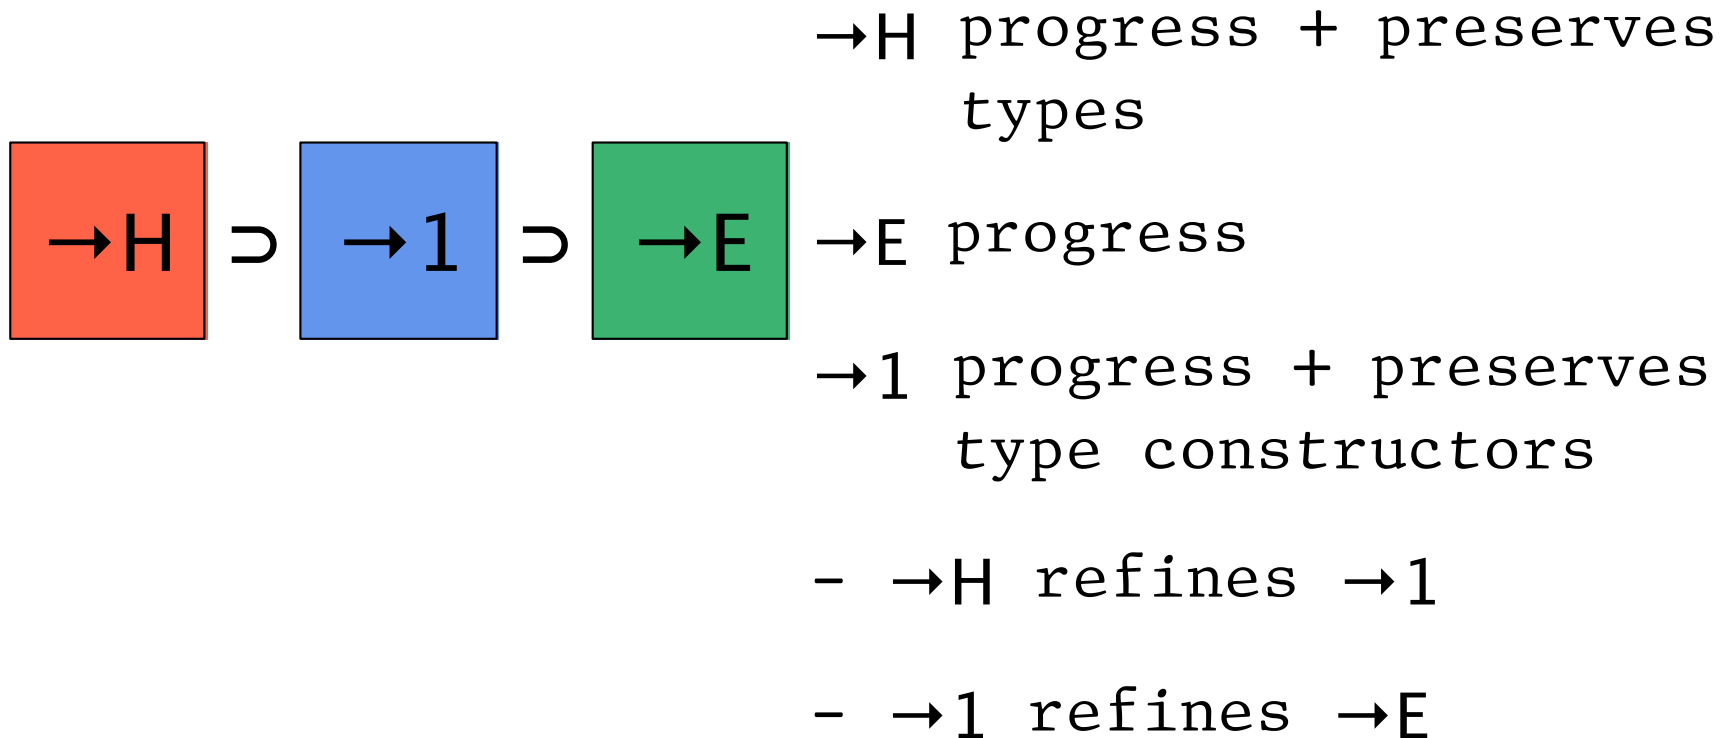 →H ⊃ →1 ⊃ →E
→H progress + preserves
types
→E progress
→1 progress + preserves
type constructors
- →H refines →1
- →1 refines →E